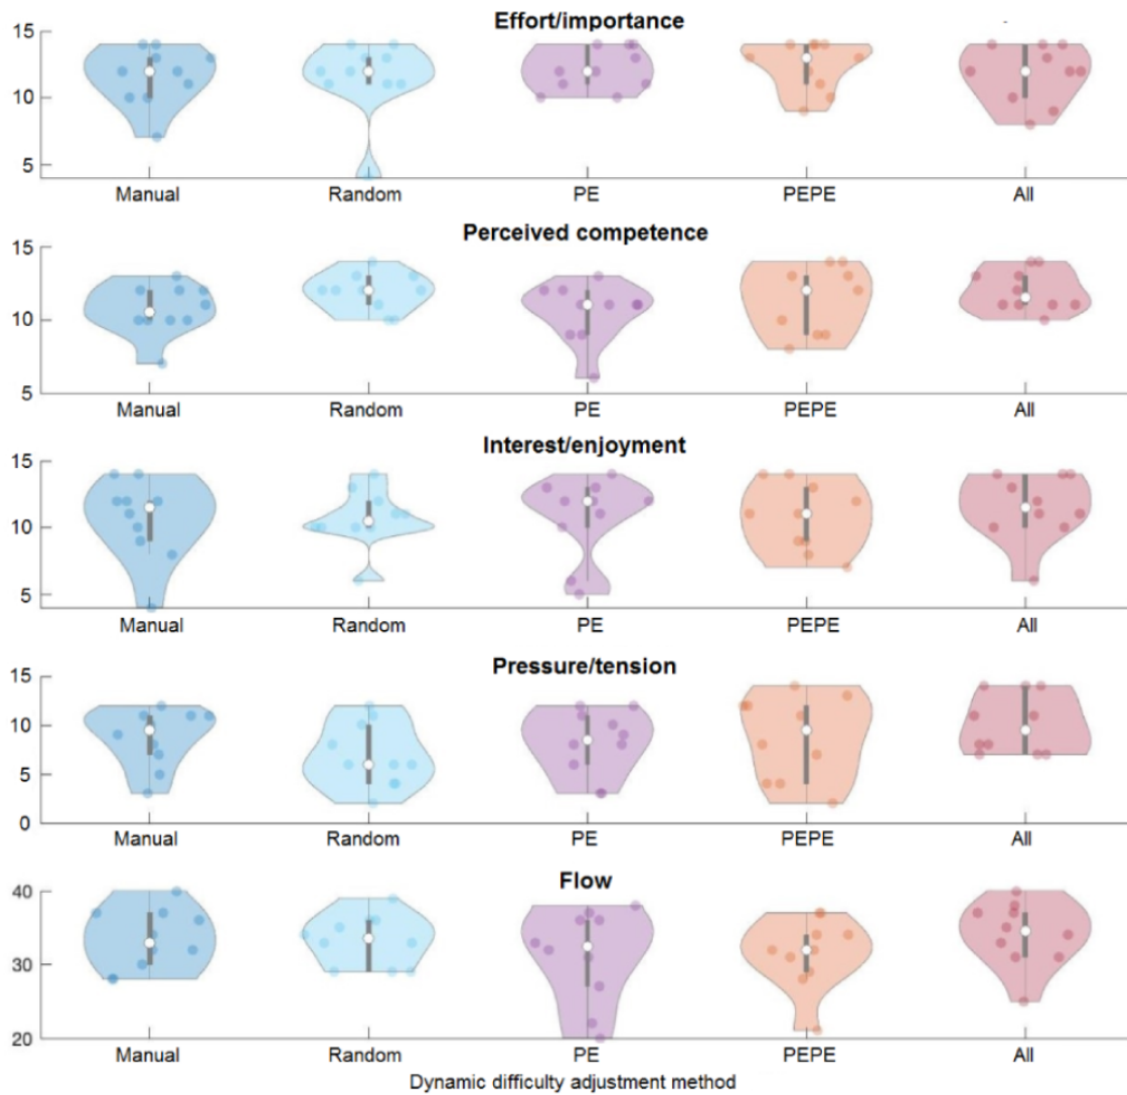 Effort/importance
15
10
5
Manual Random PE PEPE All
Perceived competence
15
10
5
Manual Random PE PEPE All
Interest/enjoyment
15
10
5
Manual Random PE PEPE All
Pressure/tension
15
10
5
0
Manual Random PE PEPE All
Flow
40
30
20
Manual Random PE PEPE All
Dynamic difficulty adjustment method